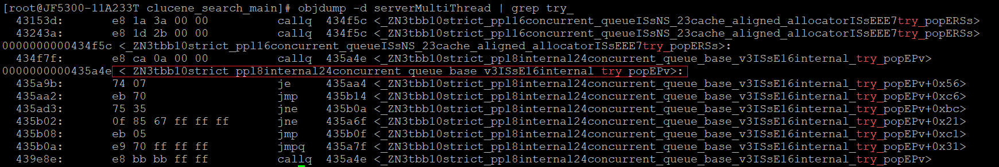 [root@JF5300-11A233T clucene_search_main]# objdump -d serverMultiThread | grep try_
43153d: e8 1a 3a 00 00 callq 434f5c <_ZN3tbb10strict_ppl16concurrent_queueISsNS_23cache_aligned_allocatorISsEEE7try_popERSs>
43243a: e8 1d 2b 00 00 callq 434f5c <_ZN3tbb10strict_ppl16concurrent_queueISsNS_23cache_aligned_allocatorISsEEE7try_popERSs>
0000000000434f5c <_ZN3tbb10strict_ppl16concurrent_queueISsNS_23cache_aligned_allocatorISsEEE7try_popERSs>:
434f7f: e8 ca 0a 00 00 callq 435a4e <_ZN3tbb10strict_ppl8internal24concurrent_queue_base_v3ISsE16internal_try_popEPv>
0000000000435a4e <_ZN3tbb10strict_ppl8internal24concurrent_queue_base_v3ISsE16internal_try_popEPv>:
435a9b: 74 07 je 435aa4 <_ZN3tbb10strict_ppl8internal24concurrent_queue_base_v3ISsE16internal_try_popEPv+0x56>
435aa2: eb 70 jmp 435b14 <_ZN3tbb10strict_ppl8internal24concurrent_queue_base_v3ISsE16internal_try_popEPv+0xc6>
435ad3: 75 35 jne 435b0a <_ZN3tbb10strict_ppl8internal24concurrent_queue_base_v3ISsE16internal_try_popEPv+0xbc>
435b02: 0f 85 67 ff ff ff jne 435a6f <_ZN3tbb10strict_ppl8internal24concurrent_queue_base_v3ISsE16internal_try_popEPv+0x21>
435b08: eb 05 jmp 435b0f <_ZN3tbb10strict_ppl8internal24concurrent_queue_base_v3ISsE16internal_try_popEPv+0xc1>
435b0a: e9 70 ff ff ff jmpq 435a7f <_ZN3tbb10strict_ppl8internal24concurrent_queue_base_v3ISsE16internal_try_popEPv+0x31>
439e8e: e8 bb bb ff ff callq 435a4e <_ZN3tbb10strict_ppl8internal24concurrent_queue_base_v3ISsE16internal_try_popEPv>